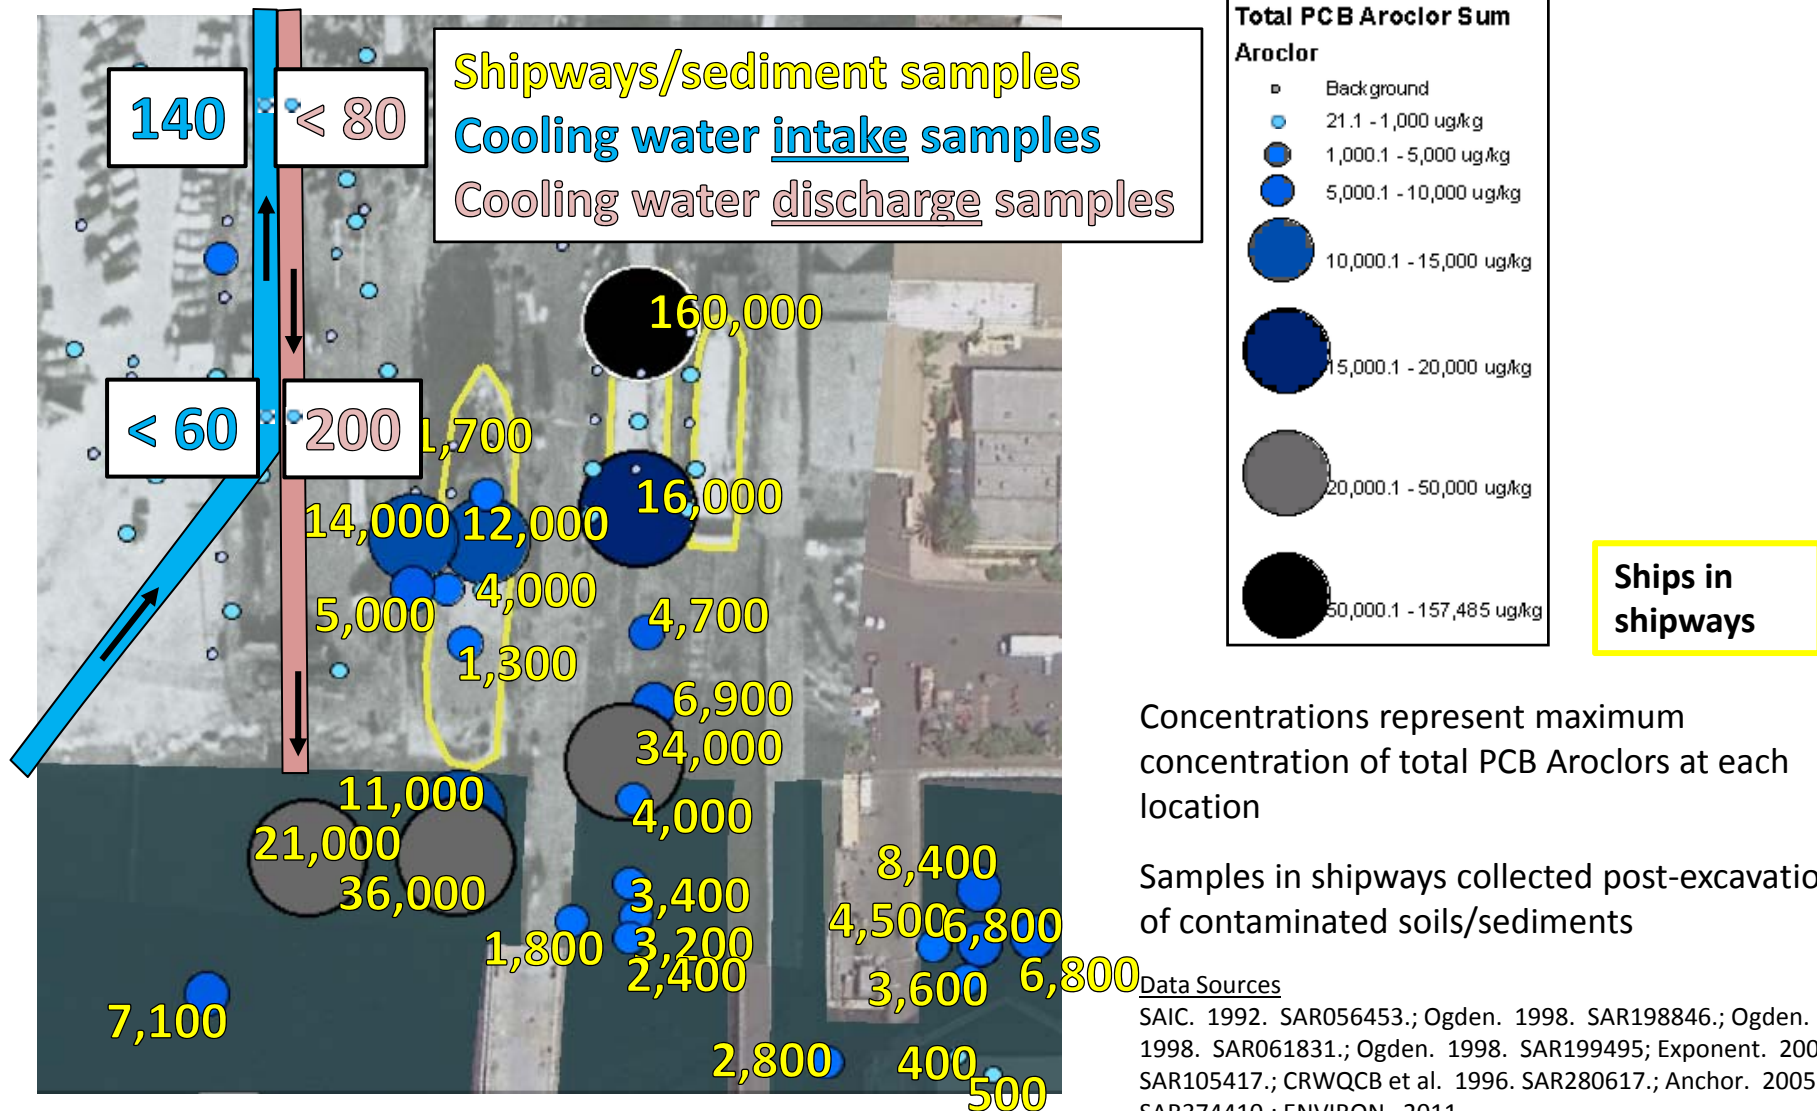 Shipways/sediment samples
Cooling water intake samples
Cooling water discharge samples
140
< 80
< 60
200
160,000
1,700
16,000
14,000
12,000
4,000
5,000
4,700
1,300
6,900
34,000
11,000
4,000
21,000
36,000
8,400
3,400
4,500
6,800
1,800
3,200
2,400
3,600
6,800
7,100
2,800
400
500
Total PCB Aroclor Sum
Aroclor
Background
21.1 - 1,000 ug/kg
1,000.1 - 5,000 ug/kg
5,000.1 - 10,000 ug/kg
10,000.1 - 15,000 ug/kg
15,000.1 - 20,000 ug/kg
20,000.1 - 50,000 ug/kg
50,000.1 - 157,485 ug/kg
Ships in
shipways
Concentrations represent maximum
concentration of total PCB Aroclors at each
location
Samples in shipways collected post-excavatio
of contaminated soils/sediments
Data Sources
SAIC. 1992. SAR056453.; Ogden. 1998. SAR198846.; Ogden.
1998. SAR061831.; Ogden. 1998. SAR199495; Exponent. 200
SAR105417.; CRWQCB et al. 1996. SAR280617.; Anchor. 2005
SAR374410.; ENVIRON. 2011